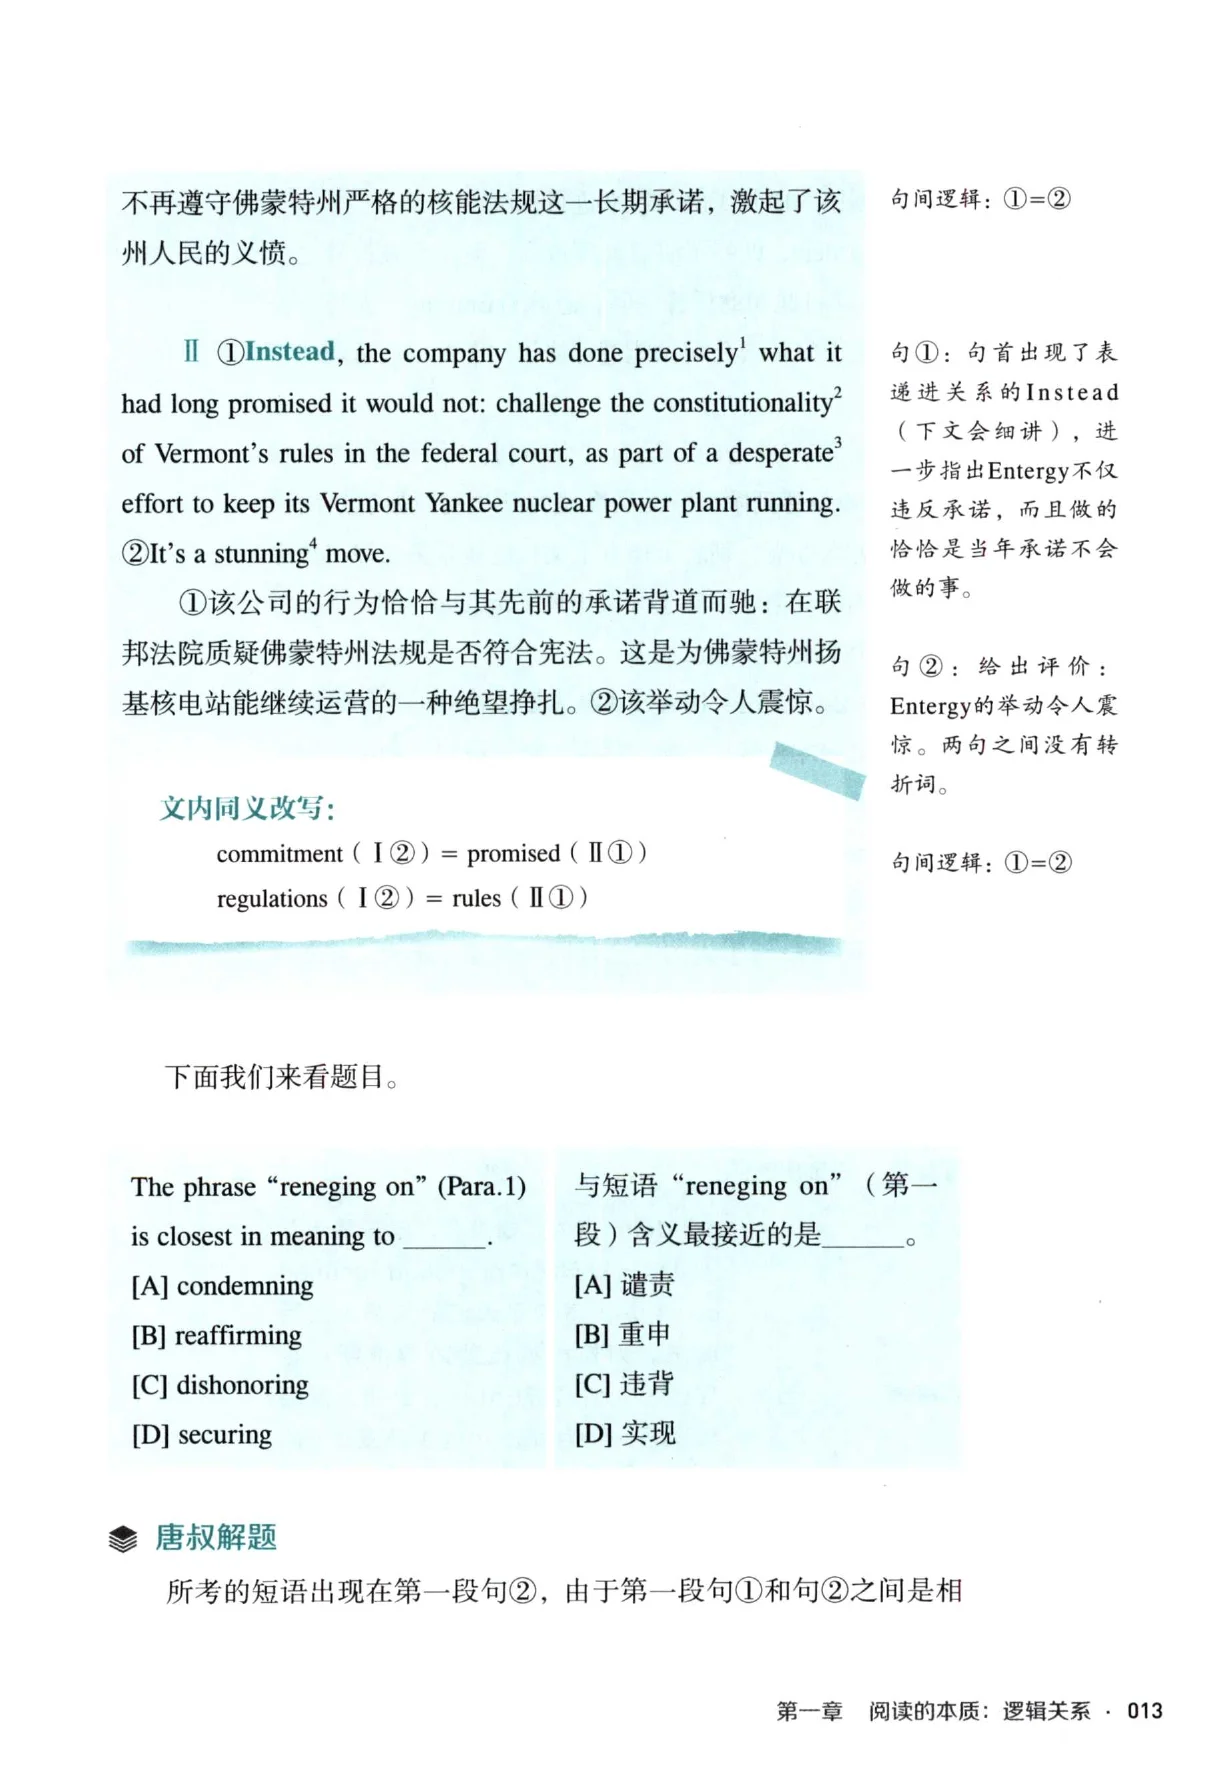 不再遵守佛蒙特州严格的核能法规这一长期承诺，激起了该
州人民的义愤。
句间逻辑：①=②
Ⅱ ①Instead, the company has done precisely¹ what it
had long promised it would not: challenge the constitutionality²
of Vermont's rules in the federal court, as part of a desperate³
effort to keep its Vermont Yankee nuclear power plant running.
②It's a stunning⁴ move.
①该公司的行为恰恰与其先前的承诺背道而驰：在联
邦法院质疑佛蒙特州法规是否符合宪法。这是为佛蒙特州扬
基核电站能继续运营的一种绝望挣扎。②该举动令人震惊。
句①：句首出现了表
递进关系的Instead
（下文会细讲），进
一步指出Entergy不仅
违反承诺，而且做的
恰恰是当年承诺不会
做的事。
句②：给出评价：
Entergy的举动令人震
惊。两句之间没有转
折词。
句间逻辑：①=②
文内同义改写：
commitment（Ⅰ②）= promised（Ⅱ①）
regulations（Ⅰ②）= rules（Ⅱ①）
下面我们来看题目。
The phrase “reneging on” (Para.1)
is closest in meaning to ______.
[A] condemning
[B] reaffirming
[C] dishonoring
[D] securing
与短语 “reneging on” （第一
段）含义最接近的是______。
[A] 谴责
[B] 重申
[C] 违背
[D] 实现
唐叔解题
所考的短语出现在第一段句②，由于第一段句①和句②之间是相
第一章 阅读的本质：逻辑关系 · 013